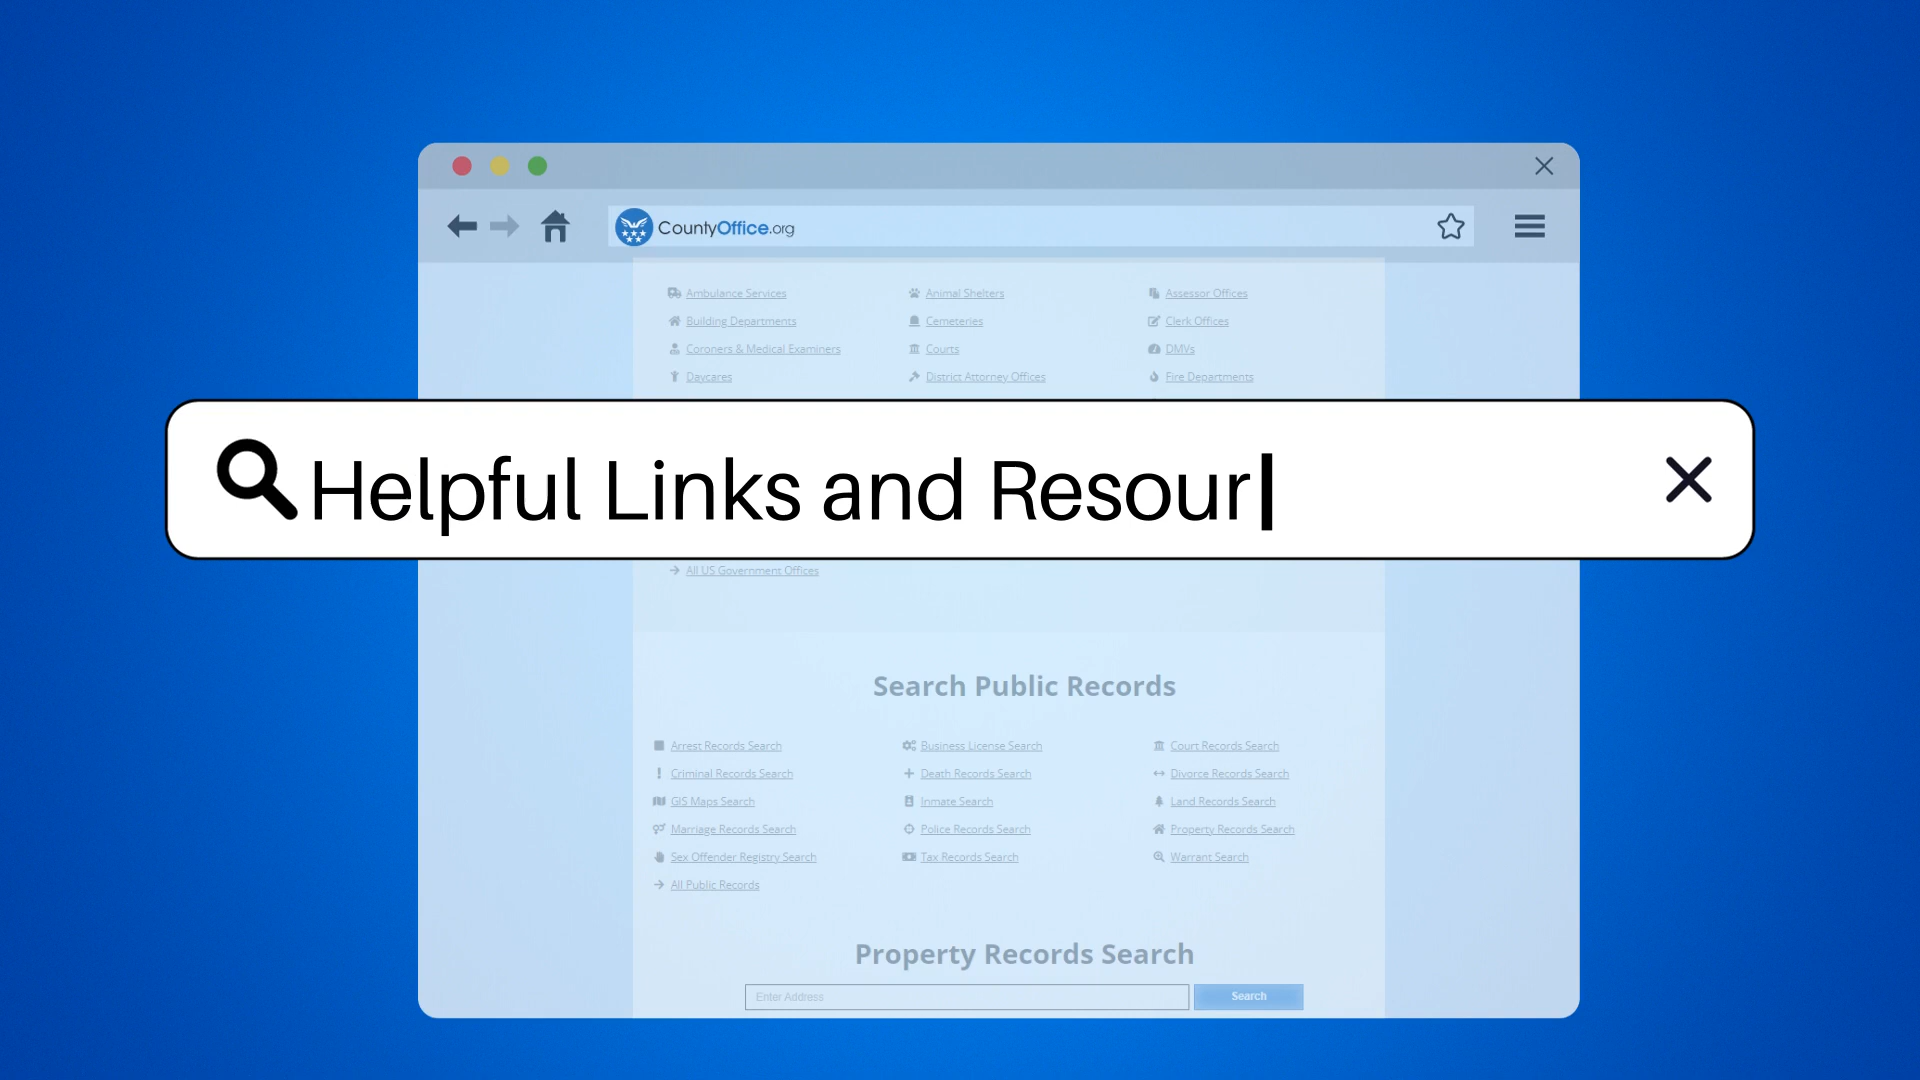 CountyOffice.org
Ambulance Services Animal Shelters Assessor Offices
Building Departments Cemeteries Clerk Offices
Coroners & Medical Examiners Courts DMVs
Daycares District Attorney Offices Fire Departments
Helpful Links and Resour
All US Government Offices
Search Public Records
Arrest Records Search Business License Search Court Records Search
Criminal Records Search Death Records Search Divorce Records Search
GIS Maps Search Inmate Search Land Records Search
Marriage Records Search Police Records Search Property Records Search
Sex Offender Registry Search Tax Records Search Warrant Search
All Public Records
Property Records Search
Enter Address Search